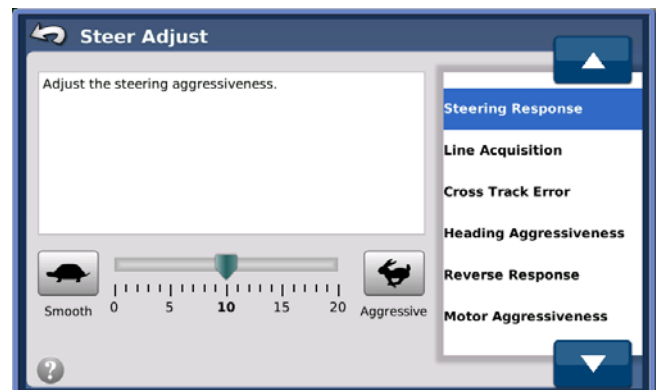 Steer Adjust
Adjust the steering aggressiveness.
Steering Response
Line Acquisition
Cross Track Error
Heading Aggressiveness
Reverse Response
Motor Aggressiveness
Smooth 0 5 10 15 20 Aggressive
?